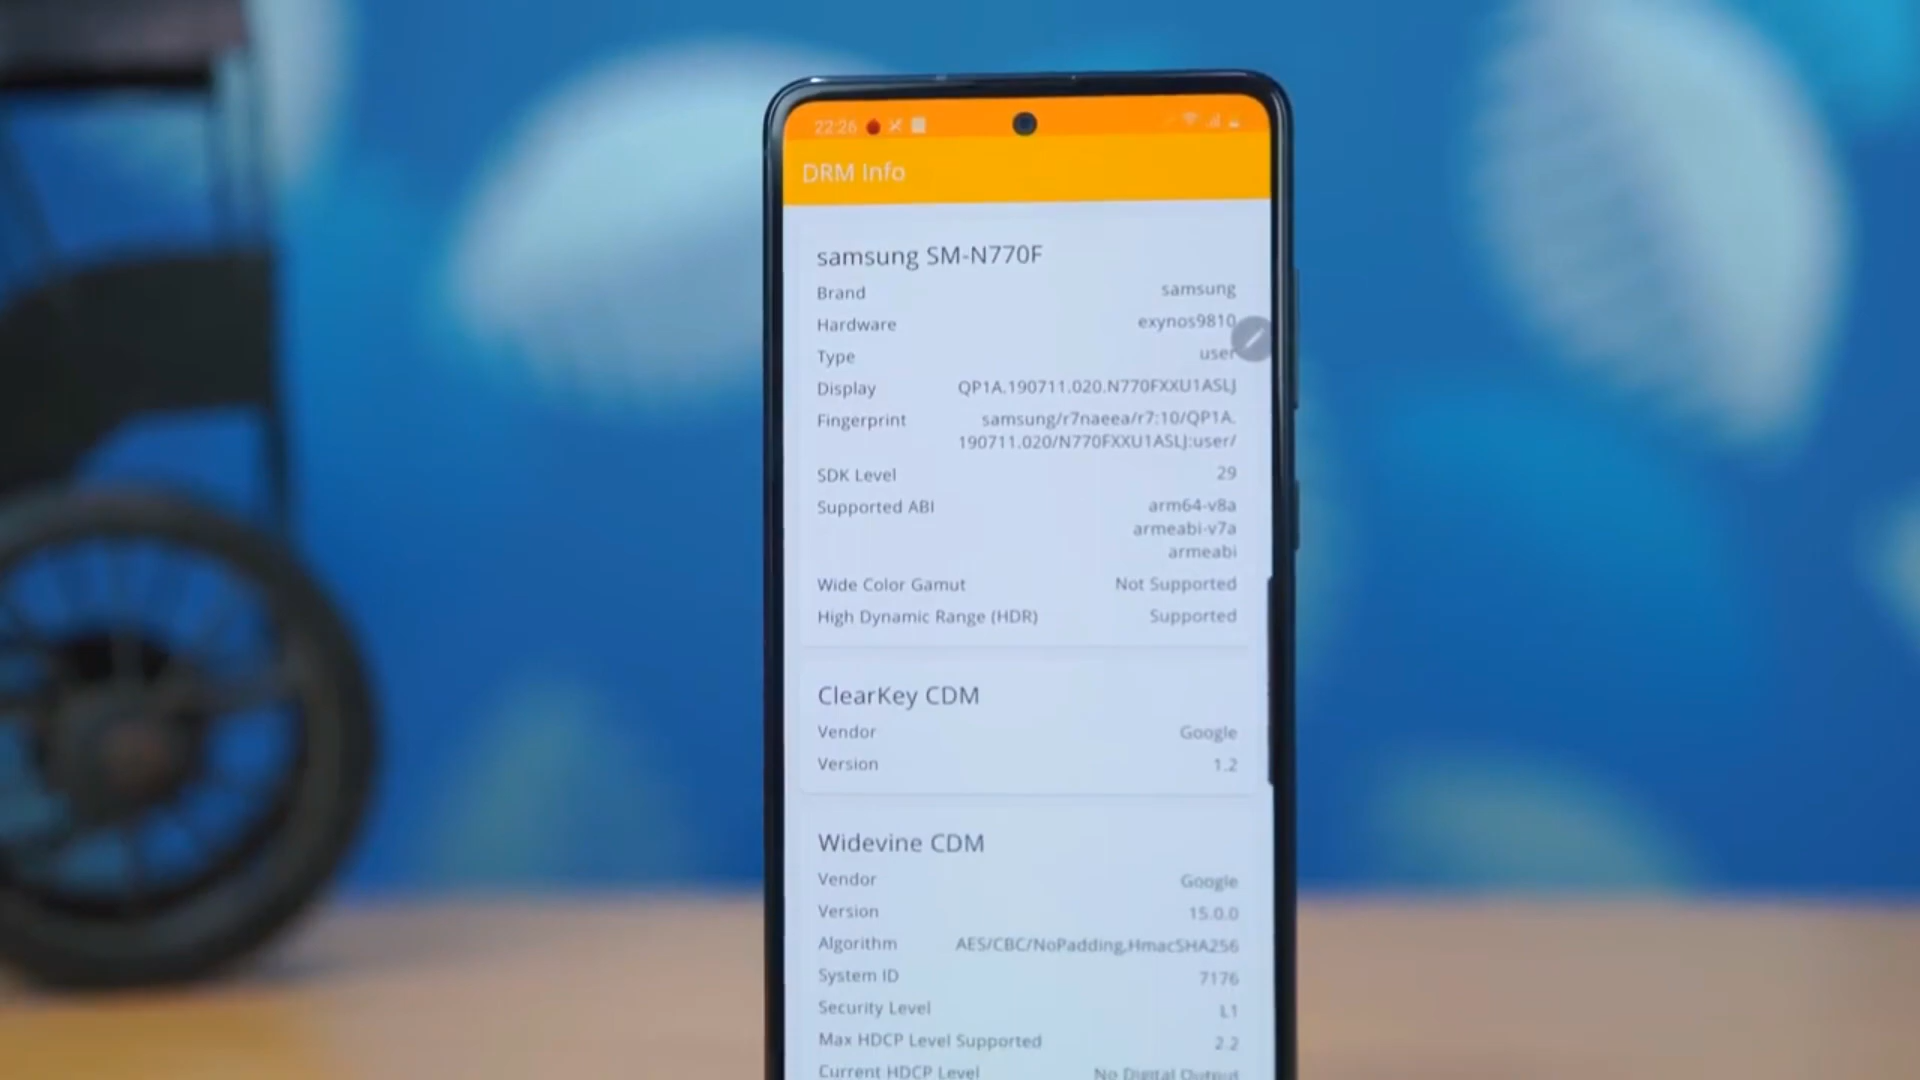 22:26
DRM Info
samsung SM-N770F
Brand samsung
Hardware exynos9810
Type user
Display QP1A.190711.020.N770FXXU1ASLJ
Fingerprint samsung/r7naeea/r7:10/QP1A.
190711.020/N770FXXU1ASLJ:user/
SDK Level 29
Supported ABI arm64-v8a
armeabi-v7a
armeabi
Wide Color Gamut Not Supported
High Dynamic Range (HDR) Supported
ClearKey CDM
Vendor Google
Version 1.2
Widevine CDM
Vendor Google
Version 15.0.0
Algorithm AES/CBC/NoPadding,HmacSHA256
System ID 7176
Security Level L1
Max HDCP Level Supported 2.2
Current HDCP Level No Digital Output